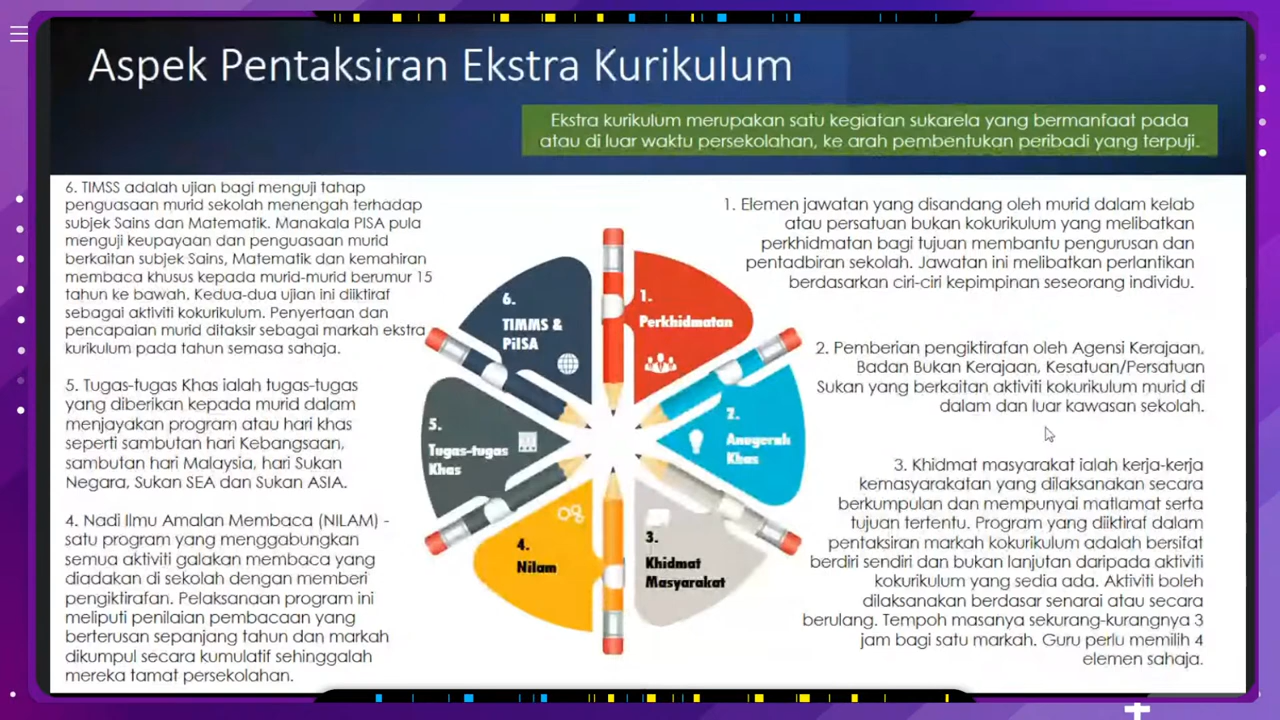 Aspek Pentaksiran Ekstra Kurikulum
Ekstra kurikulum merupakan satu kegiatan sukarela yang bermanfaat pada
atau di luar waktu persekolahan, ke arah pembentukan peribadi yang terpuji.
6. TIMSS adalah ujian bagi menguji tahap
penguasaan murid sekolah menengah terhadap
subjek Sains dan Matematik. Manakala PISA pula
menguji keupayaan dan penguasaan murid
berkaitan subjek Sains, Matematik dan kemahiran
membaca khusus kepada murid-murid berumur 15
tahun ke bawah. Kedua-dua ujian ini diiktiraf
sebagai aktiviti kokurikulum. Penyertaan dan
pencapaian murid ditaksir sebagai markah ekstra
kurikulum pada tahun semasa sahaja.
5. Tugas-tugas Khas ialah tugas-tugas
yang diberikan kepada murid dalam
menjayakan program atau hari khas
seperti sambutan hari Kebangsaan,
sambutan hari Malaysia, hari Sukan
Negara, Sukan SEA dan Sukan ASIA.
4. Nadi Ilmu Amalan Membaca (NILAM) -
satu program yang menggabungkan
semua aktiviti galakan membaca yang
diadakan di sekolah dengan memberi
pengiktirafan. Pelaksanaan program ini
meliputi penilaian pembacaan yang
berterusan sepanjang tahun dan markah
dikumpul secara kumulatif sehinggalah
mereka tamat persekolahan.
6.
TIMMS &
PiISA
1.
Perkhidmatan
5.
Tugas-tugas
Khas
2.
Anugerah
Khas
4.
Nilam
3.
Khidmat
Masyarakat
1. Elemen jawatan yang disandang oleh murid dalam kelab
atau persatuan bukan kokurikulum yang melibatkan
perkhidmatan bagi tujuan membantu pengurusan dan
pentadbiran sekolah. Jawatan ini melibatkan perlantikan
berdasarkan ciri-ciri kepimpinan seseorang individu.
2. Pemberian pengiktirafan oleh Agensi Kerajaan,
Badan Bukan Kerajaan, Kesatuan/Persatuan
Sukan yang berkaitan aktiviti kokurikulum murid di
dalam dan luar kawasan sekolah.
3. Khidmat masyarakat ialah kerja-kerja
kemasyarakatan yang dilaksanakan secara
berkumpulan dan mempunyai matlamat serta
tujuan tertentu. Program yang diiktiraf dalam
pentaksiran markah kokurikulum adalah bersifat
berdiri sendiri dan bukan lanjutan daripada aktiviti
kokurikulum yang sedia ada. Aktiviti boleh
dilaksanakan berdasar senarai atau secara
berulang. Tempoh masanya sekurang-kurangnya 3
jam bagi satu markah. Guru perlu memilih 4
elemen sahaja.